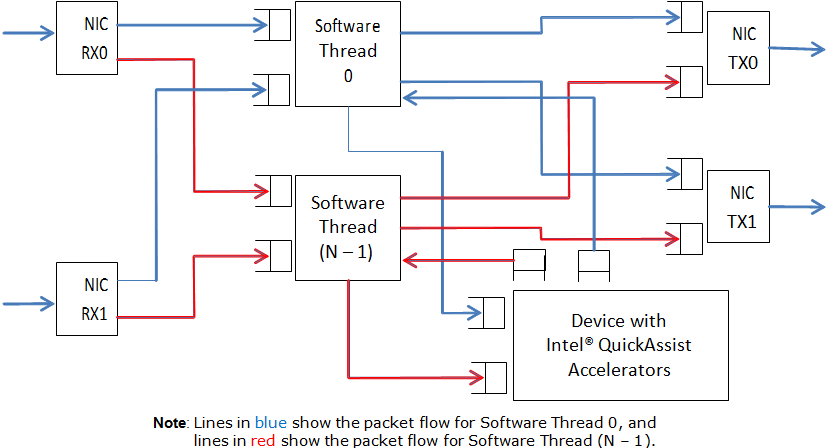 NIC
RX0
Software
Thread
0
NIC
TX0
Software
Thread
(N – 1)
NIC
TX1
NIC
RX1
Device with
Intel® QuickAssist
Accelerators
Note: Lines in blue show the packet flow for Software Thread 0, and
lines in red show the packet flow for Software Thread (N – 1).